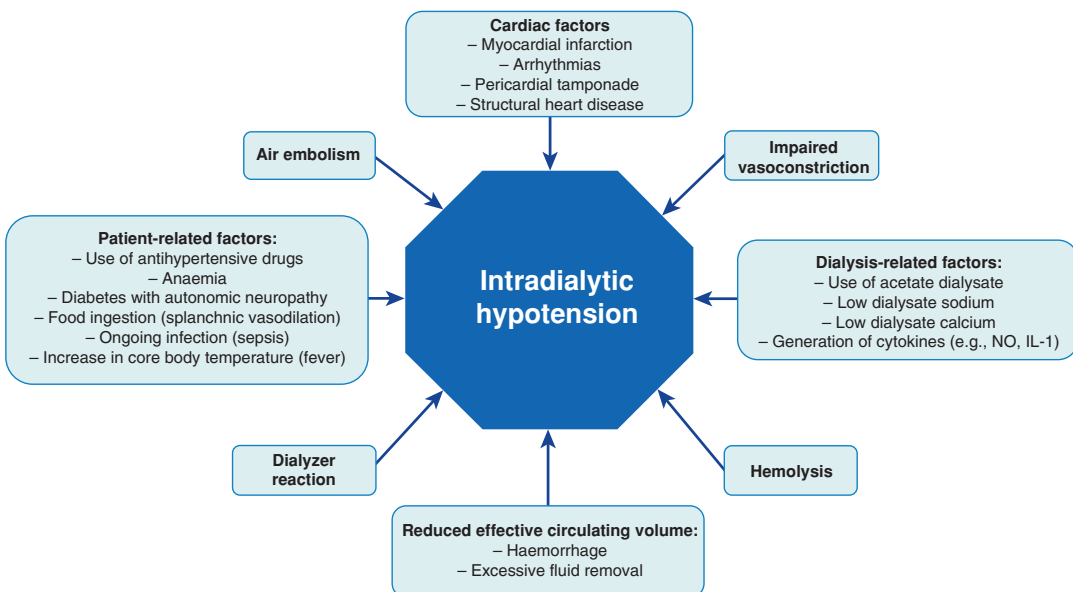 Cardiac factors
– Myocardial infarction
– Arrhythmias
– Pericardial tamponade
– Structural heart disease
Air embolism
Impaired
vasoconstriction
Patient-related factors:
– Use of antihypertensive drugs
– Anaemia
– Diabetes with autonomic neuropathy
– Food ingestion (splanchnic vasodilation)
– Ongoing infection (sepsis)
– Increase in core body temperature (fever)
Intradialytic
hypotension
Dialysis-related factors:
– Use of acetate dialysate
– Low dialysate sodium
– Low dialysate calcium
– Generation of cytokines (e.g., NO, IL-1)
Dialyzer
reaction
Hemolysis
Reduced effective circulating volume:
– Haemorrhage
– Excessive fluid removal